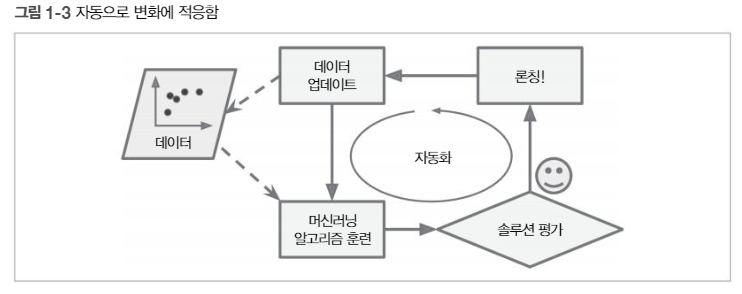 그림 1-3 자동으로 변화에 적응함
데이터
업데이트
론칭!
데이터
자동화
머신러닝
알고리즘 훈련
솔루션 평가